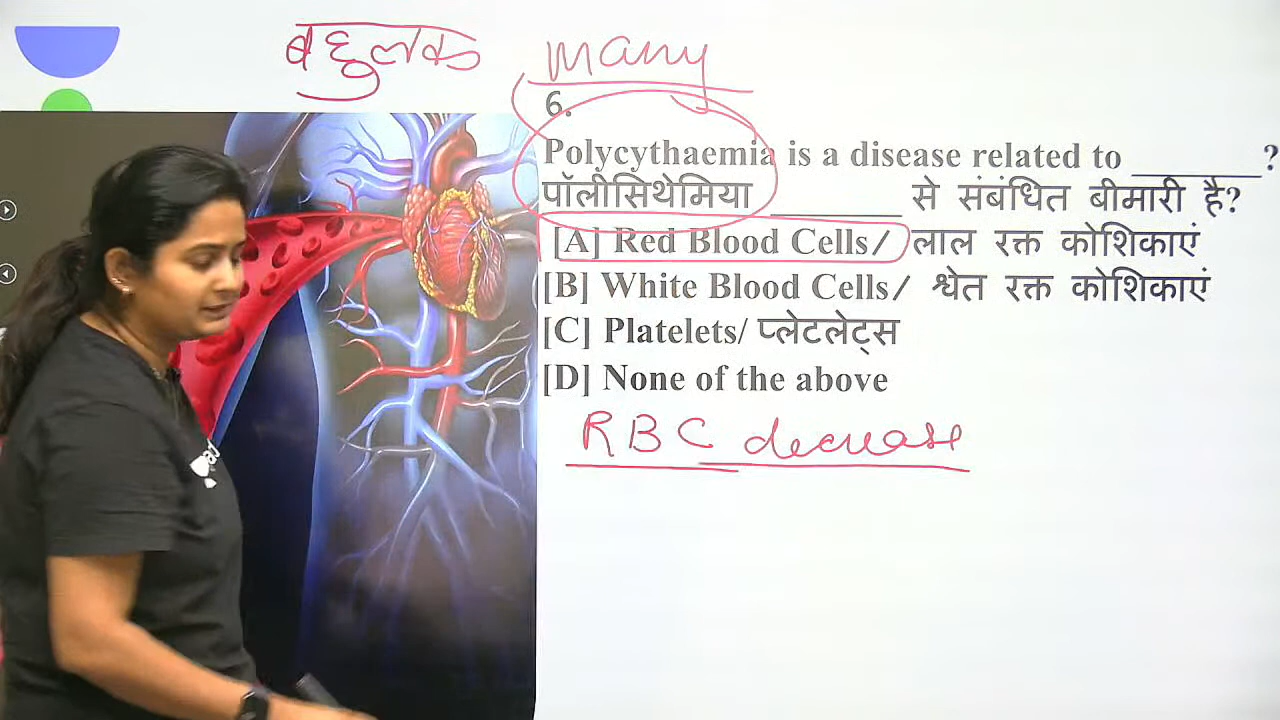 बहुलक many
6.
Polycythaemia is a disease related to ________?
पॉलीसिथेमिया ________ से संबंधित बीमारी है?
[A] Red Blood Cells/ लाल रक्त कोशिकाएं
[B] White Blood Cells/ श्वेत रक्त कोशिकाएं
[C] Platelets/ प्लेटलेट्स
[D] None of the above
RBC decrease